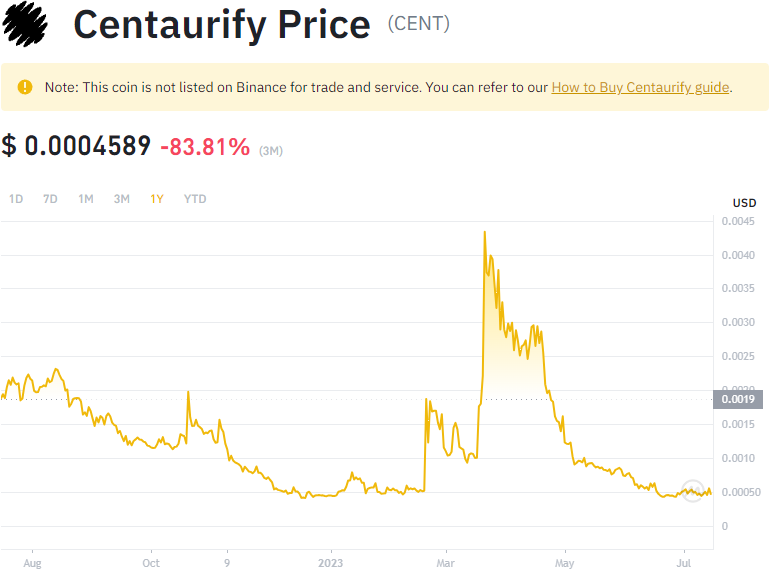 Centaurify Price (CENT)
Note: This coin is not listed on Binance for trade and service. You can refer to our How to Buy Centaurify guide.
$ 0.0004589 -83.81% (3M)
1D 7D 1M 3M 1Y YTD
USD
0.0045
0.0040
0.0035
0.0030
0.0025
0.0020
0.0019
0.0015
0.0010
0.00050
0
Aug Oct 9 2023 Mar May Jul